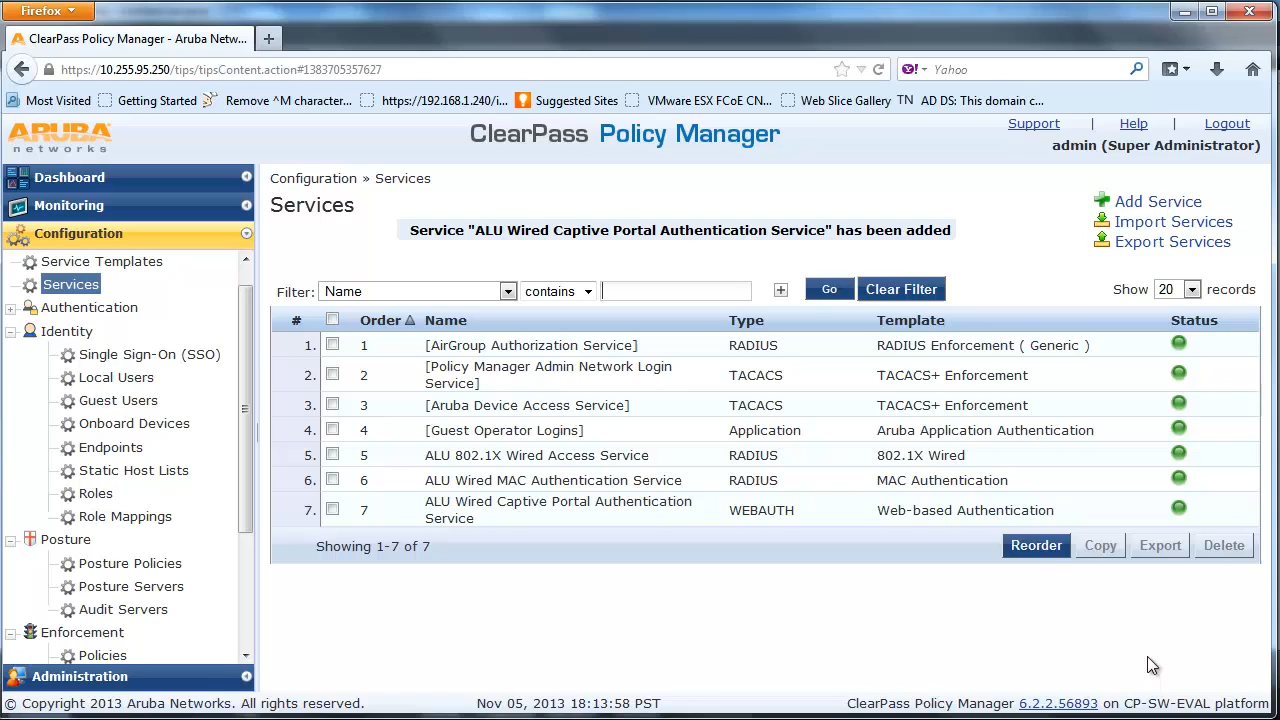 Firefox
ClearPass Policy Manager - Aruba Netw...
https://10.255.95.250/tips/tipsContent.action#1383705357627
Yahoo
Most Visited Getting Started Remove ^M character... https://192.168.1.240/i... Suggested Sites VMware ESX FCoE CN... Web Slice Gallery TN AD DS: This domain c...
ARUBA
networks
ClearPass Policy Manager
Support | Help | Logout
admin (Super Administrator)
Dashboard
Monitoring
Configuration
Service Templates
Services
Authentication
Identity
Single Sign-On (SSO)
Local Users
Guest Users
Onboard Devices
Endpoints
Static Host Lists
Roles
Role Mappings
Posture
Posture Policies
Posture Servers
Audit Servers
Enforcement
Policies
Administration
Configuration » Services
Services
Service "ALU Wired Captive Portal Authentication Service" has been added
Add Service
Import Services
Export Services
Filter: Name contains Go Clear Filter Show 20 records
# Order Name Type Template Status
1. 1 [AirGroup Authorization Service] RADIUS RADIUS Enforcement ( Generic )
2. 2 [Policy Manager Admin Network Login Service] TACACS TACACS+ Enforcement
3. 3 [Aruba Device Access Service] TACACS TACACS+ Enforcement
4. 4 [Guest Operator Logins] Application Aruba Application Authentication
5. 5 ALU 802.1X Wired Access Service RADIUS 802.1X Wired
6. 6 ALU Wired MAC Authentication Service RADIUS MAC Authentication
7. 7 ALU Wired Captive Portal Authentication Service WEBAUTH Web-based Authentication
Showing 1-7 of 7 Reorder Copy Export Delete
© Copyright 2013 Aruba Networks. All rights reserved. Nov 05, 2013 18:13:58 PST ClearPass Policy Manager 6.2.2.56893 on CP-SW-EVAL platform